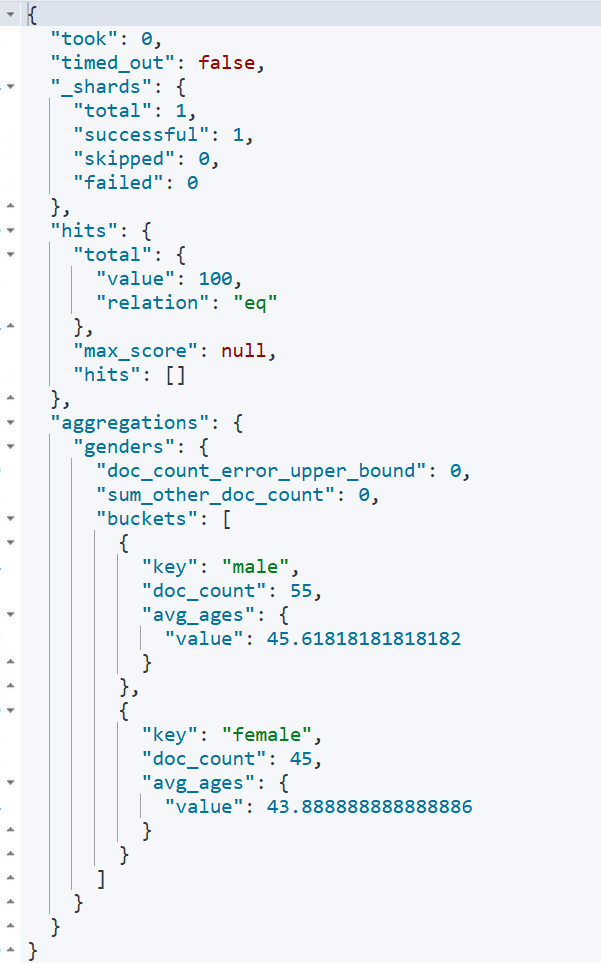 {
  "took": 0,
  "timed_out": false,
  "_shards": {
    "total": 1,
    "successful": 1,
    "skipped": 0,
    "failed": 0
  },
  "hits": {
    "total": {
      "value": 100,
      "relation": "eq"
    },
    "max_score": null,
    "hits": []
  },
  "aggregations": {
    "genders": {
      "doc_count_error_upper_bound": 0,
      "sum_other_doc_count": 0,
      "buckets": [
        {
          "key": "male",
          "doc_count": 55,
          "avg_ages": {
            "value": 45.61818181818182
          }
        },
        {
          "key": "female",
          "doc_count": 45,
          "avg_ages": {
            "value": 43.888888888888886
          }
        }
      ]
    }
  }
}